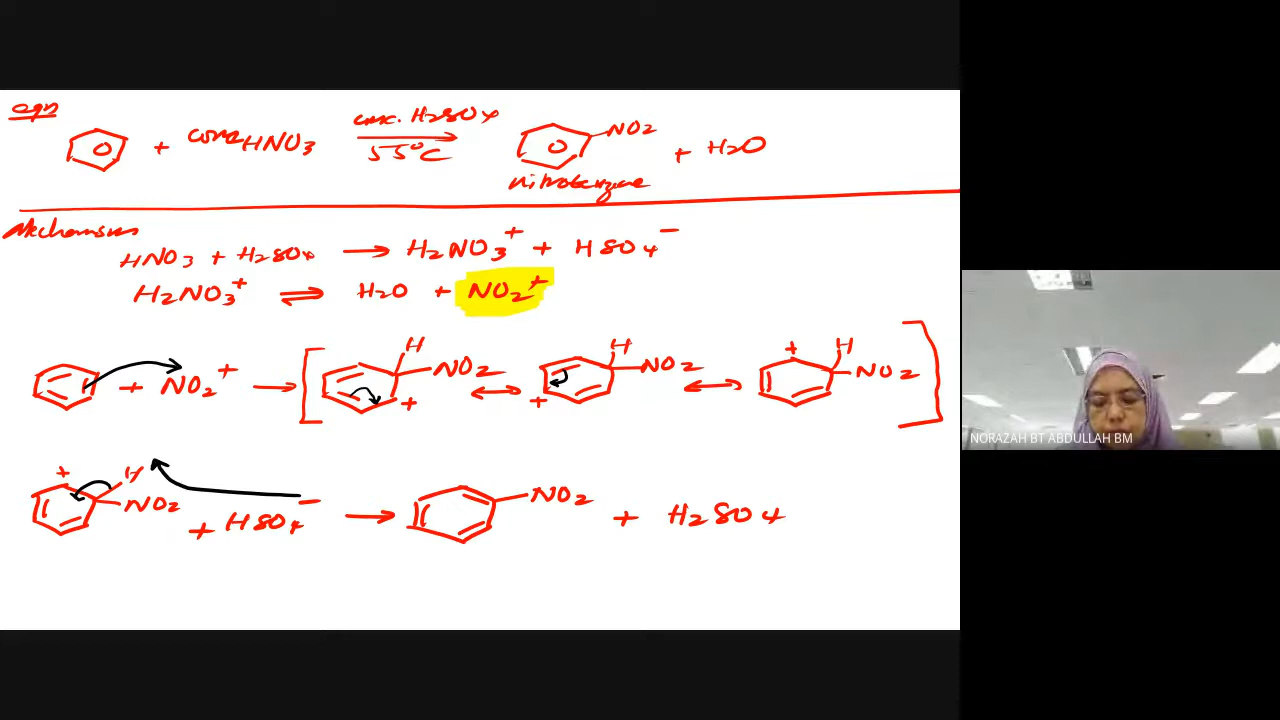 eqn
+ conc HNO3 conc. H2SO4 55°C NO2 + H2O
nitrobenzene
Mechanism
HNO3 + H2SO4 → H2NO3+ + HSO4−
H2NO3+ ⇌ H2O + NO2+
+ NO2+ → [ H NO2 + ↔ H NO2 + ↔ + H NO2 ]
+ H NO2 + HSO4− → NO2 + H2SO4
NORAZAH BT ABDULLAH BM